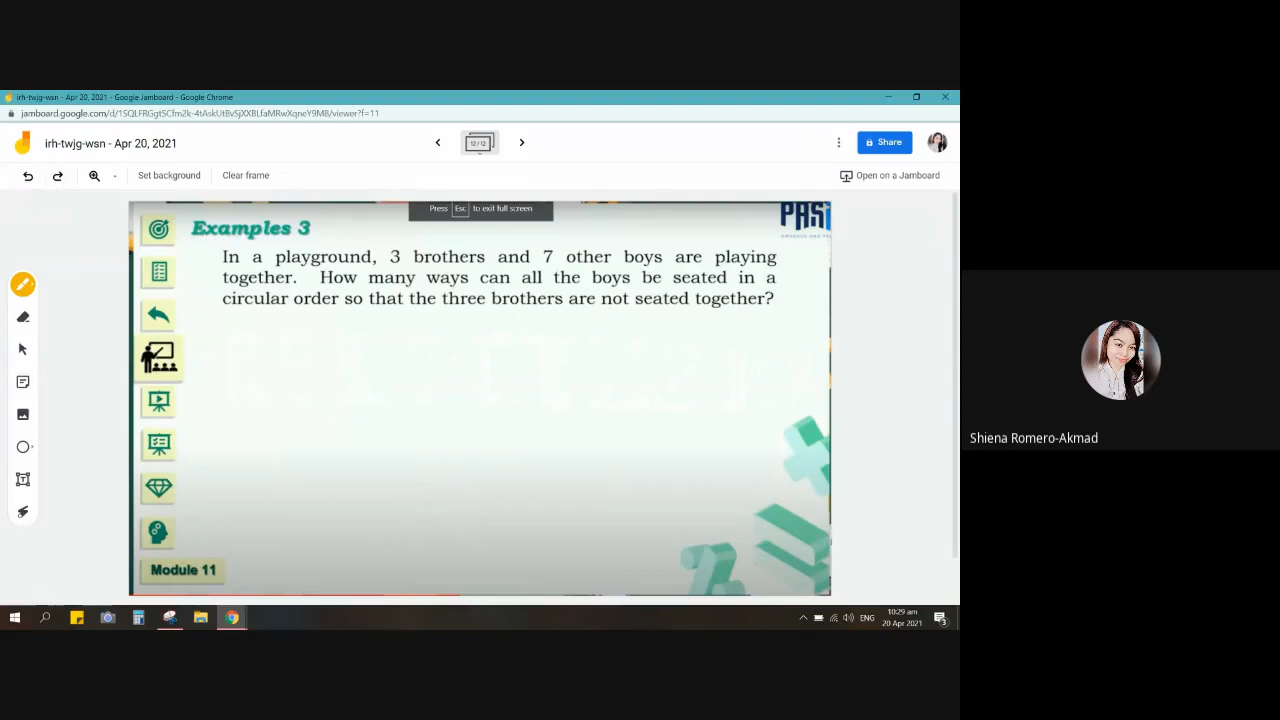 irh-twjg-wsn - Apr 20, 2021 - Google Jamboard - Google Chrome
irh-twjg-wsn - Apr 20, 2021
12 / 12
Share
Set background
Clear frame
Open on a Jamboard
Press Esc to exit full screen
PASI
Examples 3
In a playground, 3 brothers and 7 other boys are playing
together. How many ways can all the boys be seated in a
circular order so that the three brothers are not seated together?
Module 11
Shiena Romero-Akmad
ENG
10:29 am
20 Apr 2021